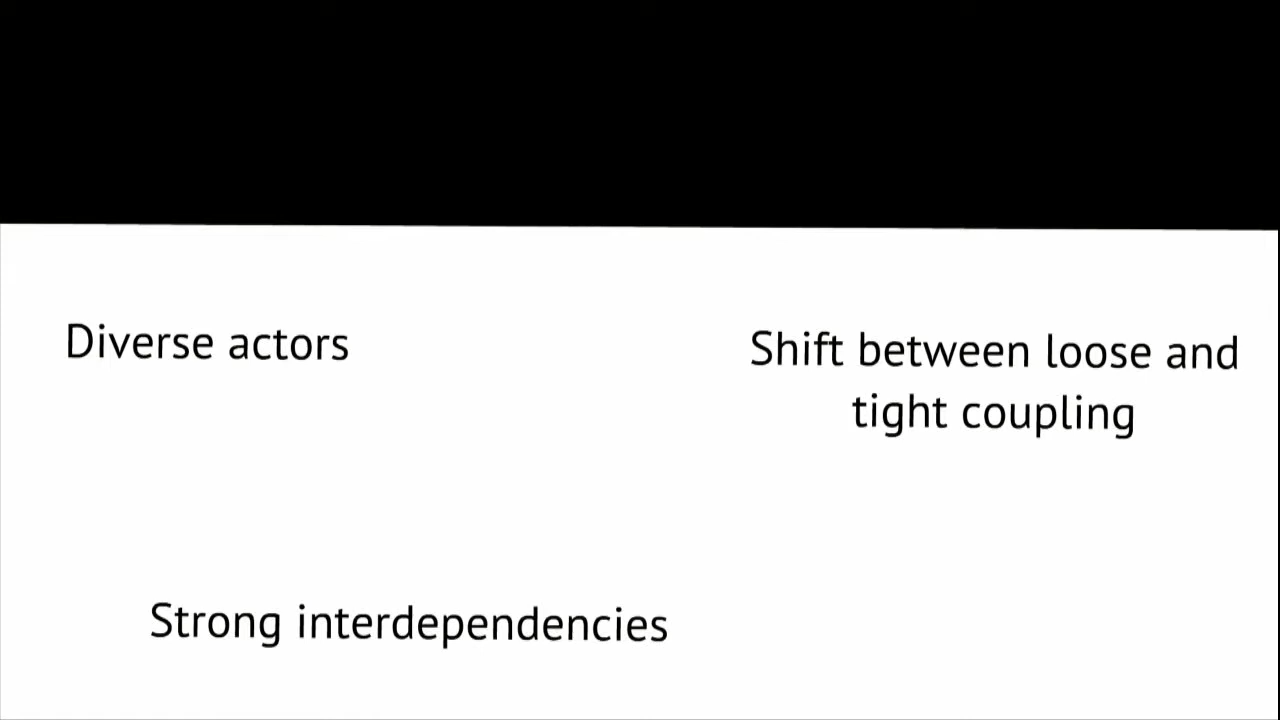 Diverse actors
Shift between loose and
tight coupling
Strong interdependencies